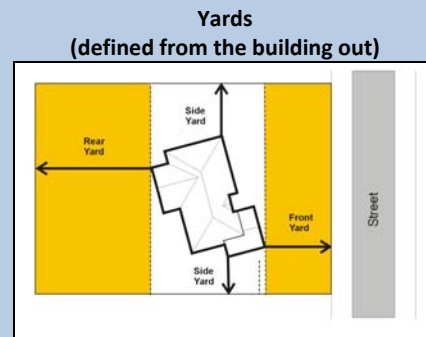 Yards
(defined from the building out)
Side
Yard
Rear
Yard
Front
Yard
Street
Side
Yard